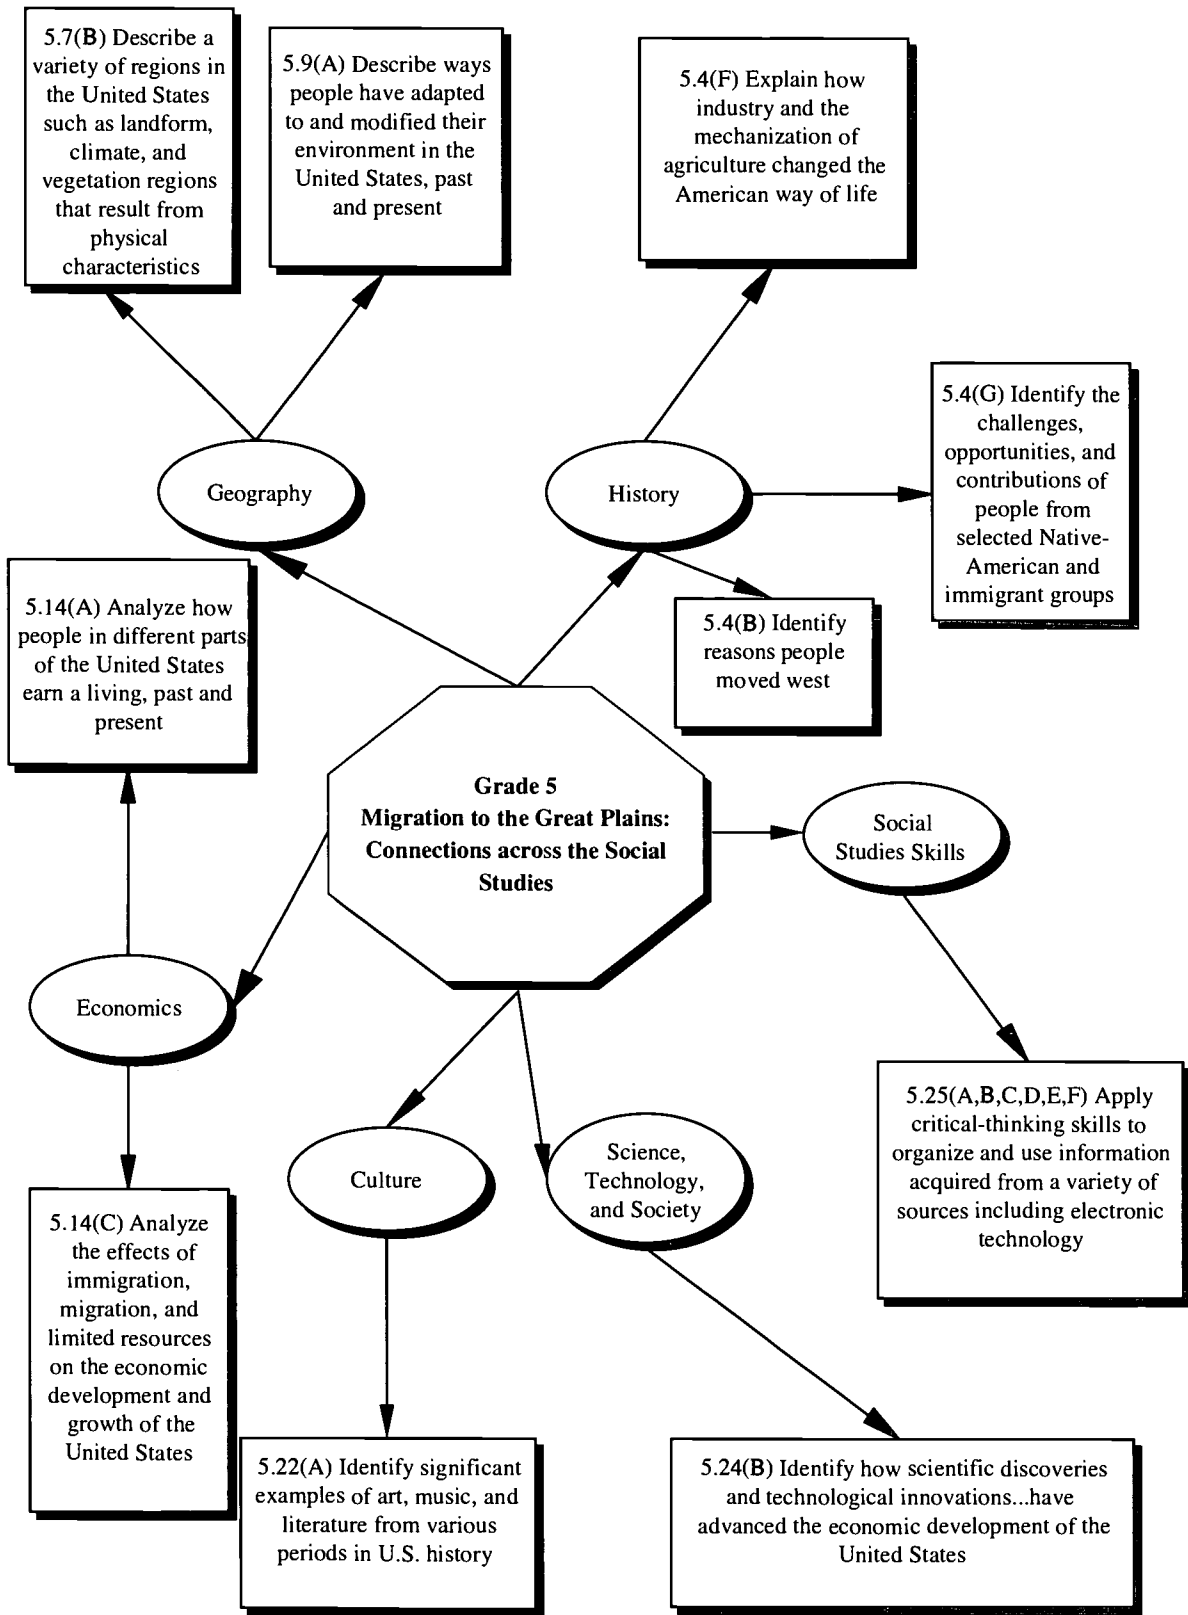 5.7(B) Describe a
variety of regions in
the United States
such as landform,
climate, and
vegetation regions
that result from
physical
characteristics
5.9(A) Describe ways
people have adapted
to and modified their
environment in the
United States, past
and present
5.4(F) Explain how
industry and the
mechanization of
agriculture changed the
American way of life
5.4(G) Identify the
challenges,
opportunities, and
contributions of
people from
selected Native-
American and
immigrant groups
Geography
History
5.14(A) Analyze how
people in different parts
of the United States
earn a living, past and
present
5.4(B) Identify
reasons people
moved west
Grade 5
Migration to the Great Plains:
Connections across the Social
Studies
Social
Studies Skills
Economics
5.25(A,B,C,D,E,F) Apply
critical-thinking skills to
organize and use information
acquired from a variety of
sources including electronic
technology
Culture
Science,
Technology,
and Society
5.14(C) Analyze
the effects of
immigration,
migration, and
limited resources
on the economic
development and
growth of the
United States
5.22(A) Identify significant
examples of art, music, and
literature from various
periods in U.S. history
5.24(B) Identify how scientific discoveries
and technological innovations...have
advanced the economic development of the
United States